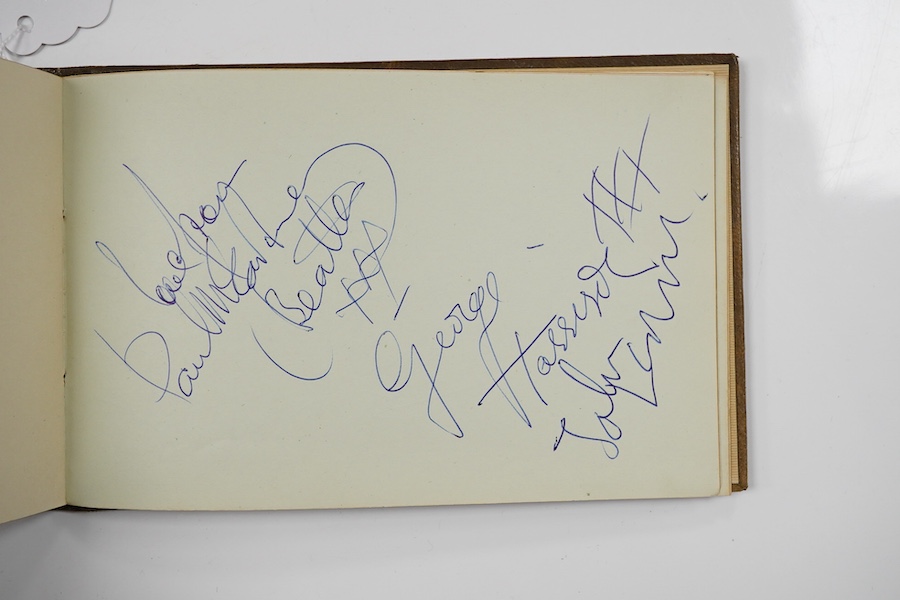 love from
Paul McCartney
(Beatles)
XXX
George
Harrison XXX
John Lennon